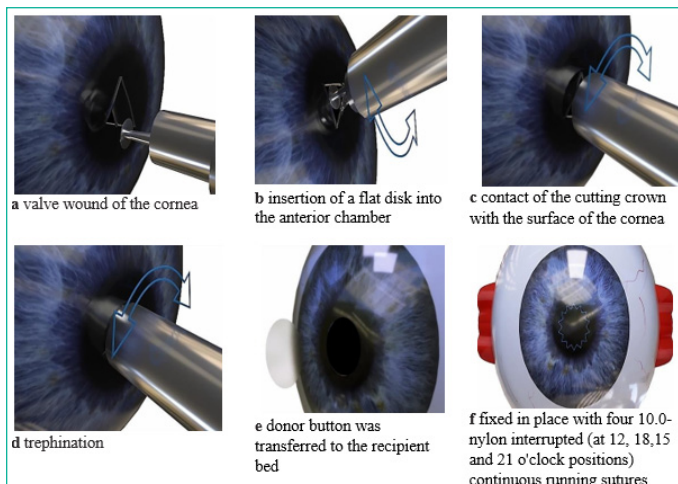 a valve wound of the cornea
b insertion of a flat disk into
the anterior chamber
c contact of the cutting crown
with the surface of the cornea
d trephination
e donor button was
transferred to the recipient
bed
f fixed in place with four 10.0-
nylon interrupted (at 12, 18,15
and 21 o'clock positions)
continuous running sutures